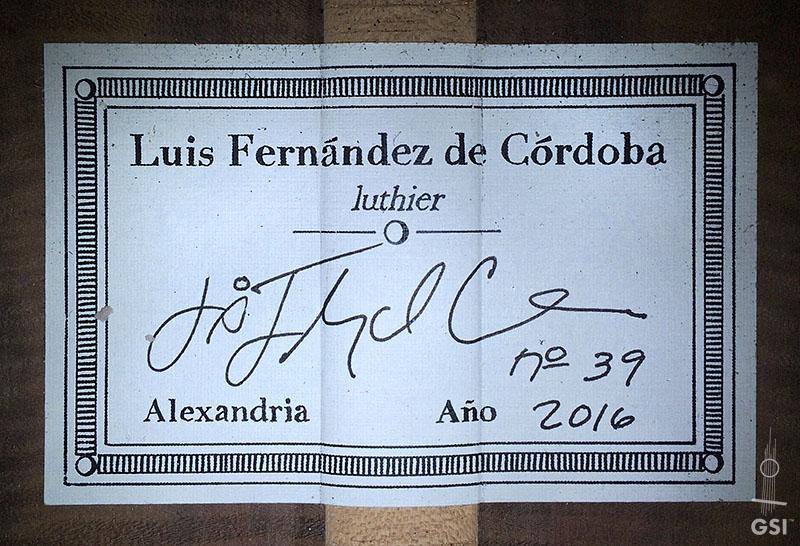 Luis Fernández de Córdoba
luthier
nº 39
Alexandria Año 2016
GSI